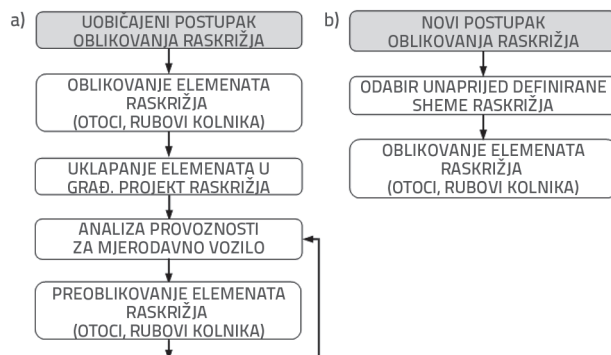 a)
UOBIČAJENI POSTUPAK
OBLIKOVANJA RASKRIŽJA
OBLIKOVANJE ELEMENATA
RASKRIŽJA
(OTOCI, RUBOVI KOLNIKA)
UKLAPANJE ELEMENATA U
GRAĐ. PROJEKT RASKRIŽJA
ANALIZA PROVOZNOSTI
ZA MJERODAVNO VOZILO
PREOBLIKOVANJE ELEMENATA
RASKRIŽJA
(OTOCI, RUBOVI KOLNIKA)
b)
NOVI POSTUPAK
OBLIKOVANJA RASKRIŽJA
ODABIR UNAPRIJED DEFINIRANE
SHEME RASKRIŽJA
OBLIKOVANJE ELEMENATA
RASKRIŽJA
(OTOCI, RUBOVI KOLNIKA)